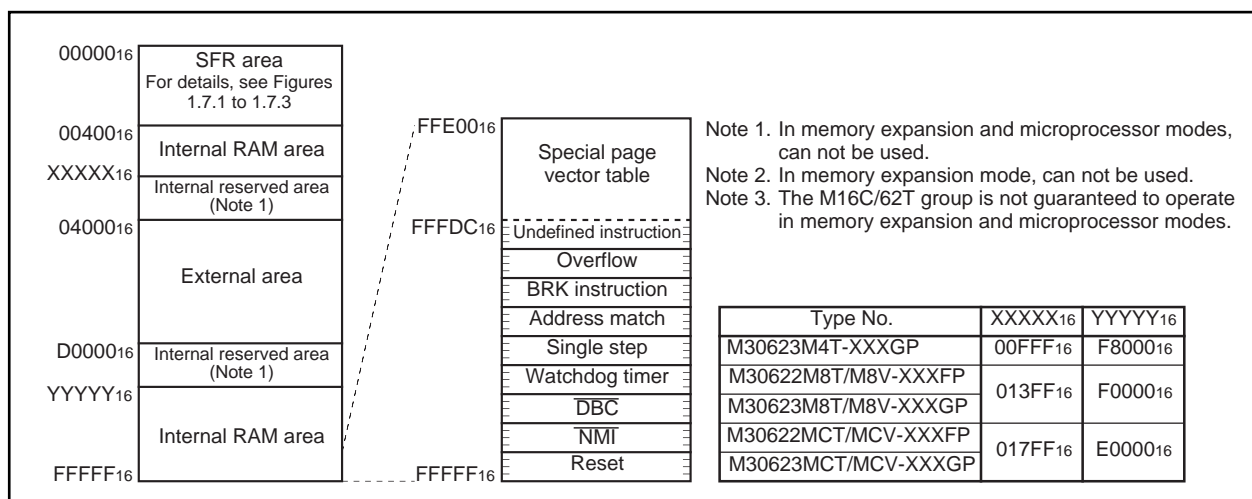 0000016
SFR area
For details, see Figures
1.7.1 to 1.7.3
0040016
Internal RAM area
XXXXX16
Internal reserved area
(Note 1)
0400016
External area
D000016
Internal reserved area
(Note 1)
YYYYY16
Internal RAM area
FFFFF16
FFE0016
Special page
vector table
FFFDC16
Undefined instruction
Overflow
BRK instruction
Address match
Single step
Watchdog timer
DBC
NMI
Reset
FFFFF16
Note 1. In memory expansion and microprocessor modes,
can not be used.
Note 2. In memory expansion mode, can not be used.
Note 3. The M16C/62T group is not guaranteed to operate
in memory expansion and microprocessor modes.
Type No. XXXXX16 YYYYY16
M30623M4T-XXXGP 00FFF16 F800016
M30622M8T/M8V-XXXFP 013FF16 F000016
M30623M8T/M8V-XXXGP
M30622MCT/MCV-XXXFP 017FF16 E000016
M30623MCT/MCV-XXXGP